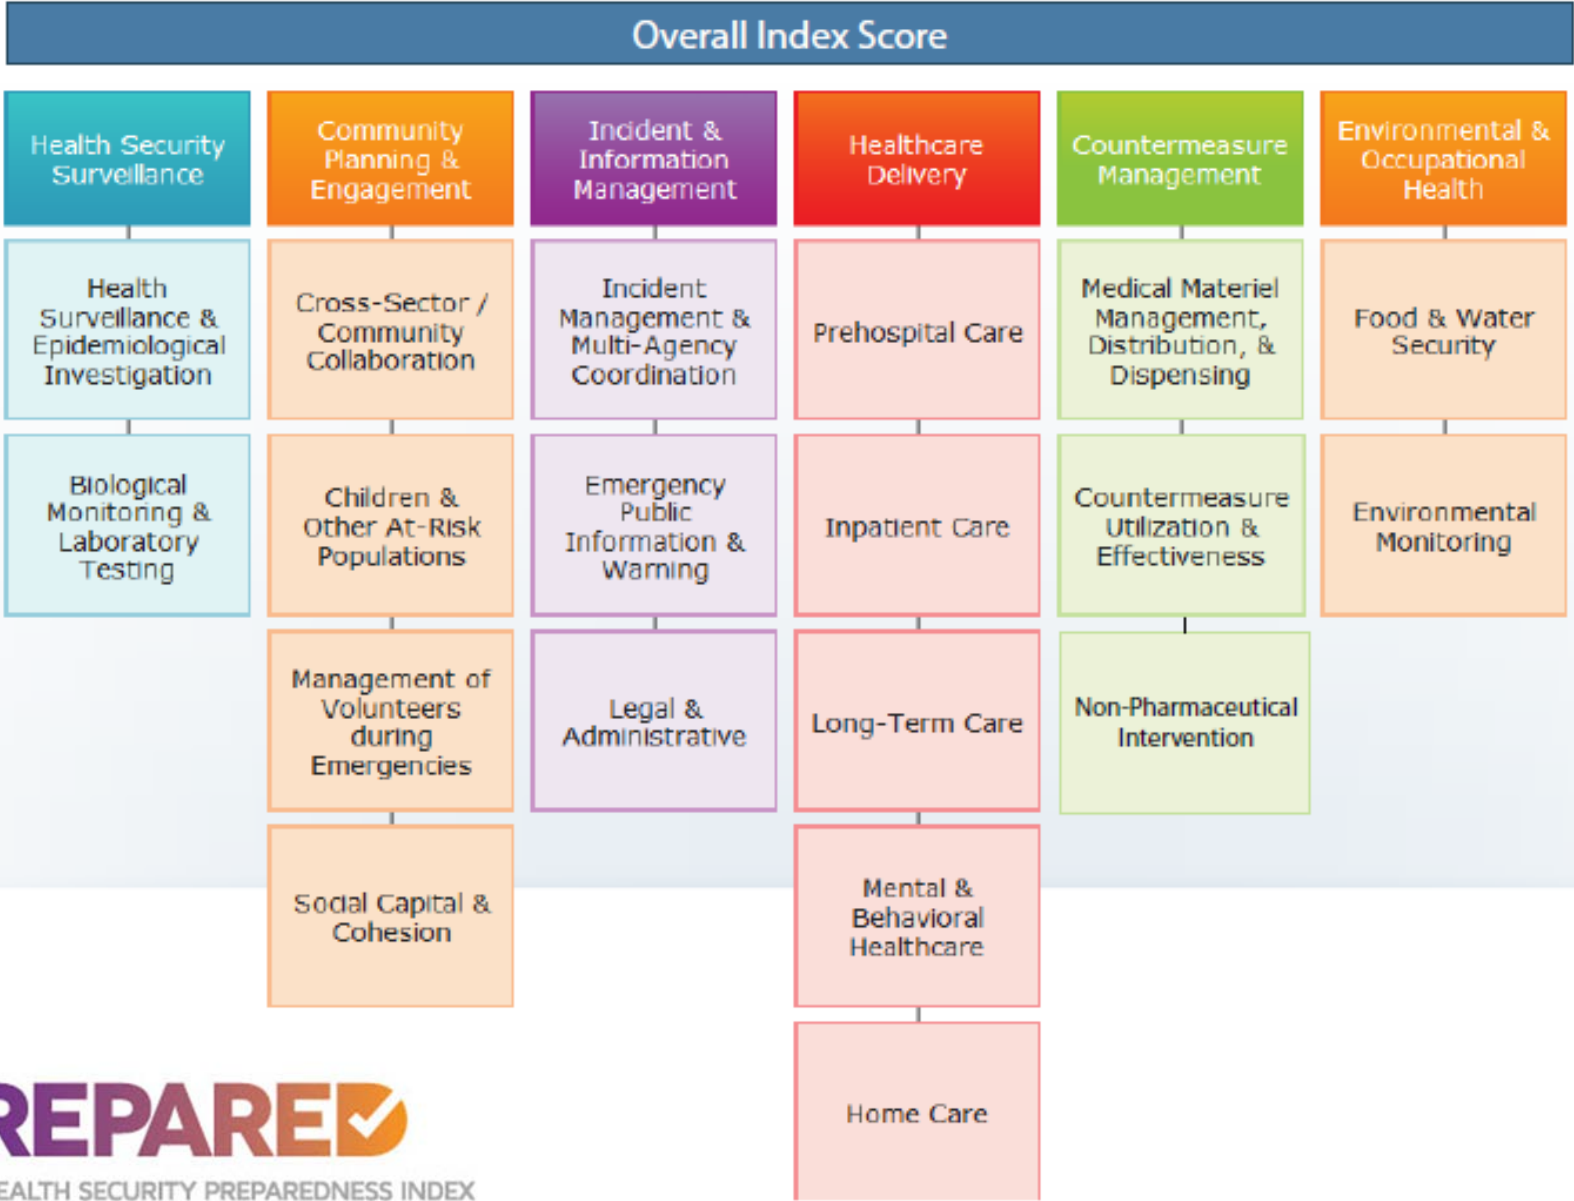 Overall Index Score
Health Security
Surveillance
Community
Planning &
Engagement
Incident &
Information
Management
Healthcare
Delivery
Countermeasure
Management
Environmental &
Occupational
Health
Health
Surveillance &
Epidemiological
Investigation
Cross-Sector /
Community
Collaboration
Incident
Management &
Multi-Agency
Coordination
Prehospital Care
Medical Materiel
Management,
Distribution, &
Dispensing
Food & Water
Security
Biological
Monitoring &
Laboratory
Testing
Children &
Other At-Risk
Populations
Emergency
Public
Information &
Warning
Inpatient Care
Countermeasure
Utilization &
Effectiveness
Environmental
Monitoring
Management of
Volunteers
during
Emergencies
Legal &
Administrative
Long-Term Care
Non-Pharmaceutical
Intervention
Social Capital &
Cohesion
Mental &
Behavioral
Healthcare
Home Care
REPARED
EALTH SECURITY PREPAREDNESS INDEX